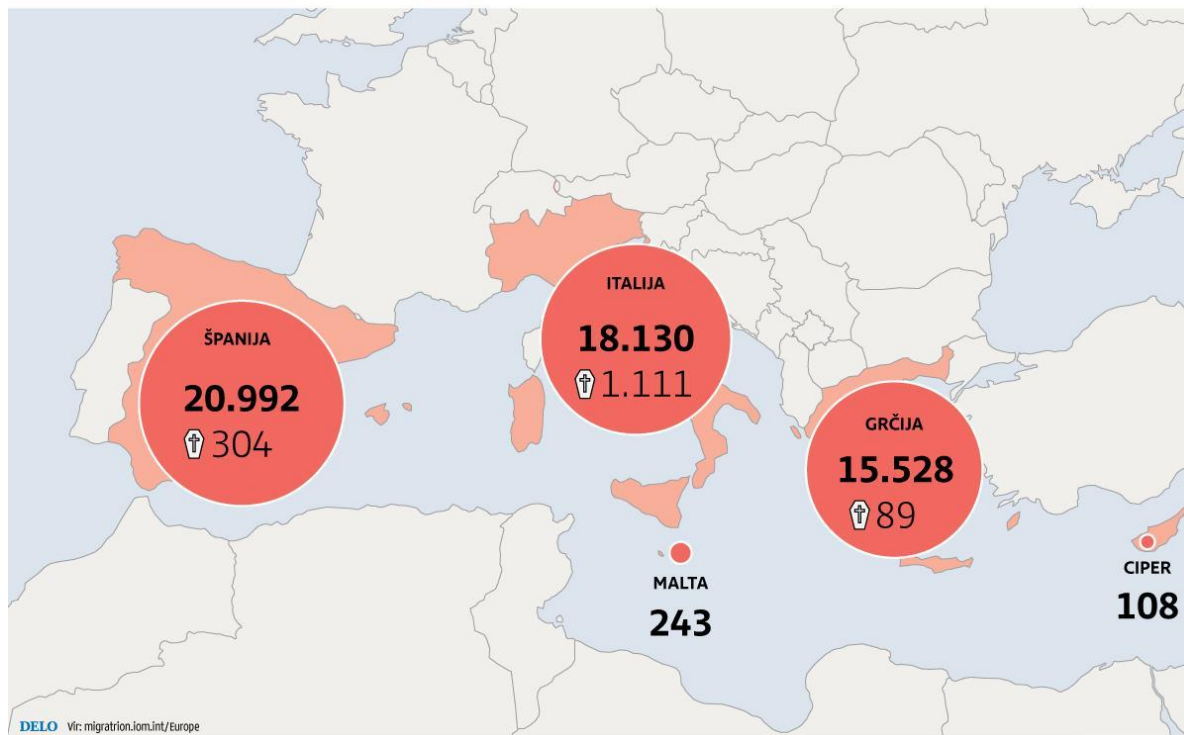 ŠPANIJA
20.992
304
ITALIJA
18.130
1.111
GRČIJA
15.528
89
MALTA
243
CIPER
108
DELO Vir: migratrion.iom.int/Europe